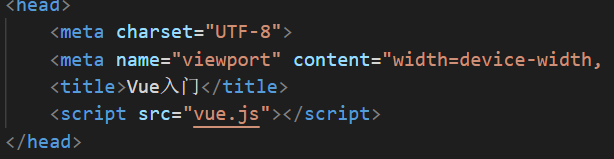 <head>
<meta charset="UTF-8">
<meta name="viewport" content="width=device-width,
<title>Vue入门</title>
<script src="vue.js"></script>
</head>